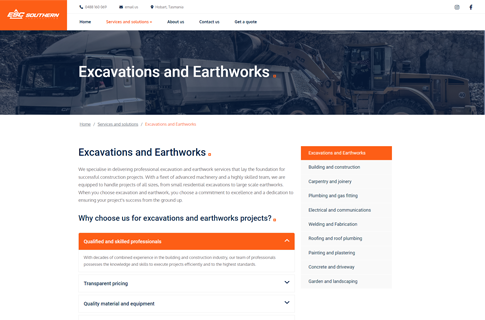 EBC SOUTHERN
0488 160 069
email us
Hobart, Tasmania
Home
Services and solutions
About us
Contact us
Get a quote
Excavations and Earthworks
Home / Services and solutions / Excavations and Earthworks
Excavations and Earthworks
We specialise in delivering professional excavation and earthwork services that lay the foundation for
successful construction projects. With a fleet of advanced machinery and a highly skilled team, we are
equipped to handle projects of all sizes, from small residential excavations to large scale earthworks.
When you choose excavation and earthwork, you choose a commitment to excellence and a dedication to
ensuring your project's success from the ground up.
Why choose us for excavations and earthworks projects?
Qualified and skilled professionals
With decades of combined experience in the building and construction industry, our team of professionals
possesses the knowledge and skills to execute projects efficiently and to the highest standards.
Transparent pricing
Quality material and equipment
Excavations and Earthworks
Building and construction
Carpentry and joinery
Plumbing and gas fitting
Electrical and communications
Welding and Fabrication
Roofing and roof plumbing
Painting and plastering
Concrete and driveway
Garden and landscaping